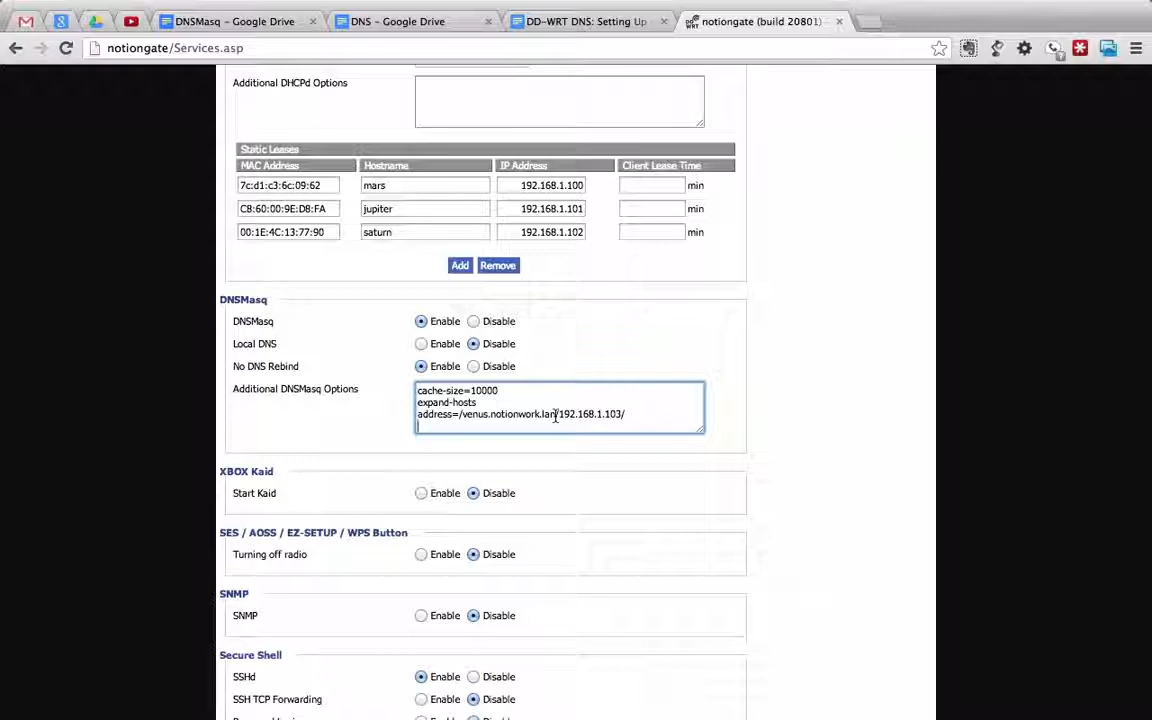 DNSMasq - Google Drive
DNS - Google Drive
DD-WRT DNS: Setting Up
notiongate (build 20801)
notiongate/Services.asp
Additional DHCPd Options
Static Leases
MAC Address Hostname IP Address Client Lease Time
7c:d1:c3:6c:09:62 mars 192.168.1.100 min
C8:60:00:9E:D8:FA jupiter 192.168.1.101 min
00:1E:4C:13:77:90 saturn 192.168.1.102 min
Add Remove
DNSMasq
DNSMasq Enable Disable
Local DNS Enable Disable
No DNS Rebind Enable Disable
Additional DNSMasq Options
cache-size=10000
expand-hosts
address=/venus.notionwork.lan/192.168.1.103/
XBOX Kaid
Start Kaid Enable Disable
SES / AOSS / EZ-SETUP / WPS Button
Turning off radio Enable Disable
SNMP
SNMP Enable Disable
Secure Shell
SSHd Enable Disable
SSH TCP Forwarding Enable Disable